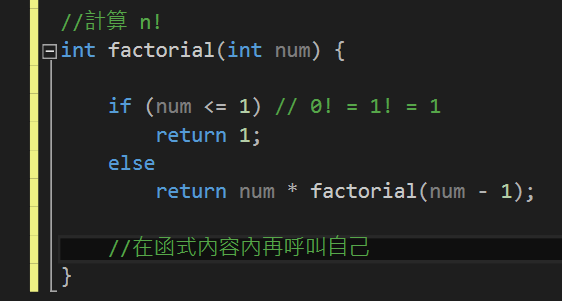 //計算 n!
int factorial(int num) {
if (num <= 1) // 0! = 1! = 1
return 1;
else
return num * factorial(num - 1);
//在函式內容內再呼叫自己
}